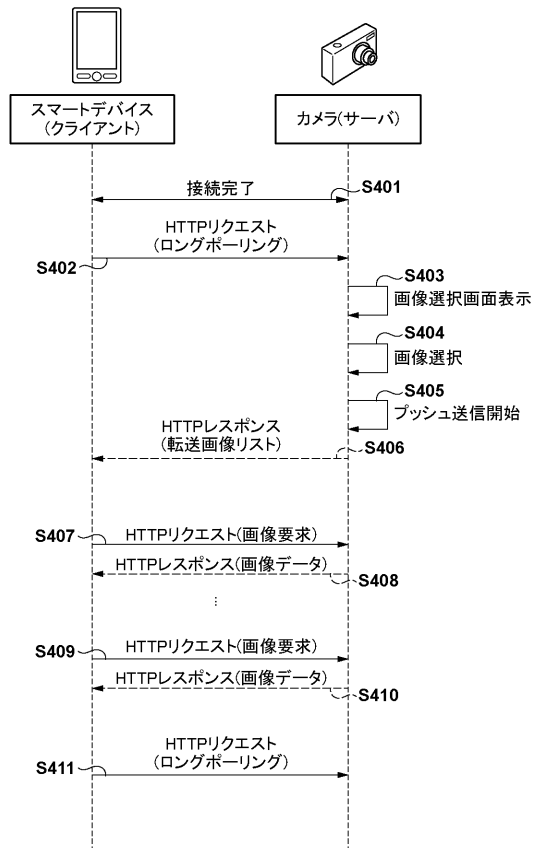 スマートデバイス
(クライアント)
カメラ(サーバ)
接続完了
S401
HTTPリクエスト
(ロングポーリング)
S402
S403
画像選択画面表示
S404
画像選択
S405
プッシュ送信開始
HTTPレスポンス
(転送画像リスト)
S406
S407
HTTPリクエスト(画像要求)
HTTPレスポンス(画像データ)
S408
⋮
S409
HTTPリクエスト(画像要求)
HTTPレスポンス(画像データ)
S410
HTTPリクエスト
(ロングポーリング)
S411